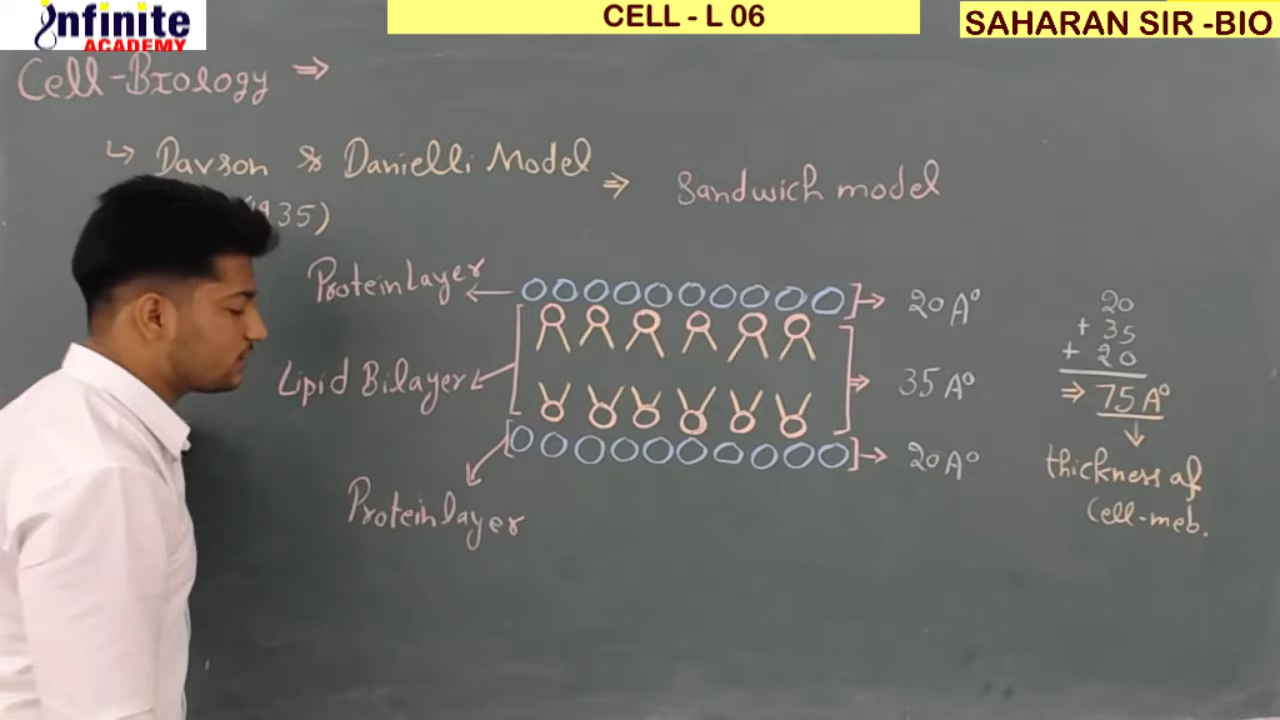 infinite
ACADEMY
CELL - L 06
SAHARAN SIR -BIO
Cell-Biology ⇒
↳ Davson & Danielli Model ⇒ Sandwich model
935)
Protein Layer
Lipid Bilayer
Protein layer
20 A°
35 A°
20 A°
20
+ 35
+ 20
⇒ 75 A°
↓
thickness of
Cell-meb.